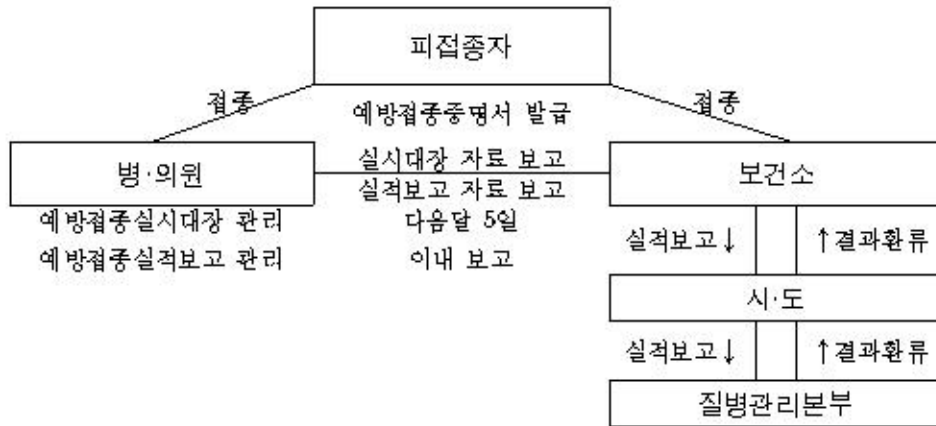 피접종자
접종
접종
예방접종증명서 발급
병·의원
실시대장 자료 보고
실적보고 자료 보고
보건소
예방접종실시대장 관리
다음달 5일
예방접종실적보고 관리
이내 보고
실적보고↓
↑결과환류
시·도
실적보고↓
↑결과환류
질병관리본부